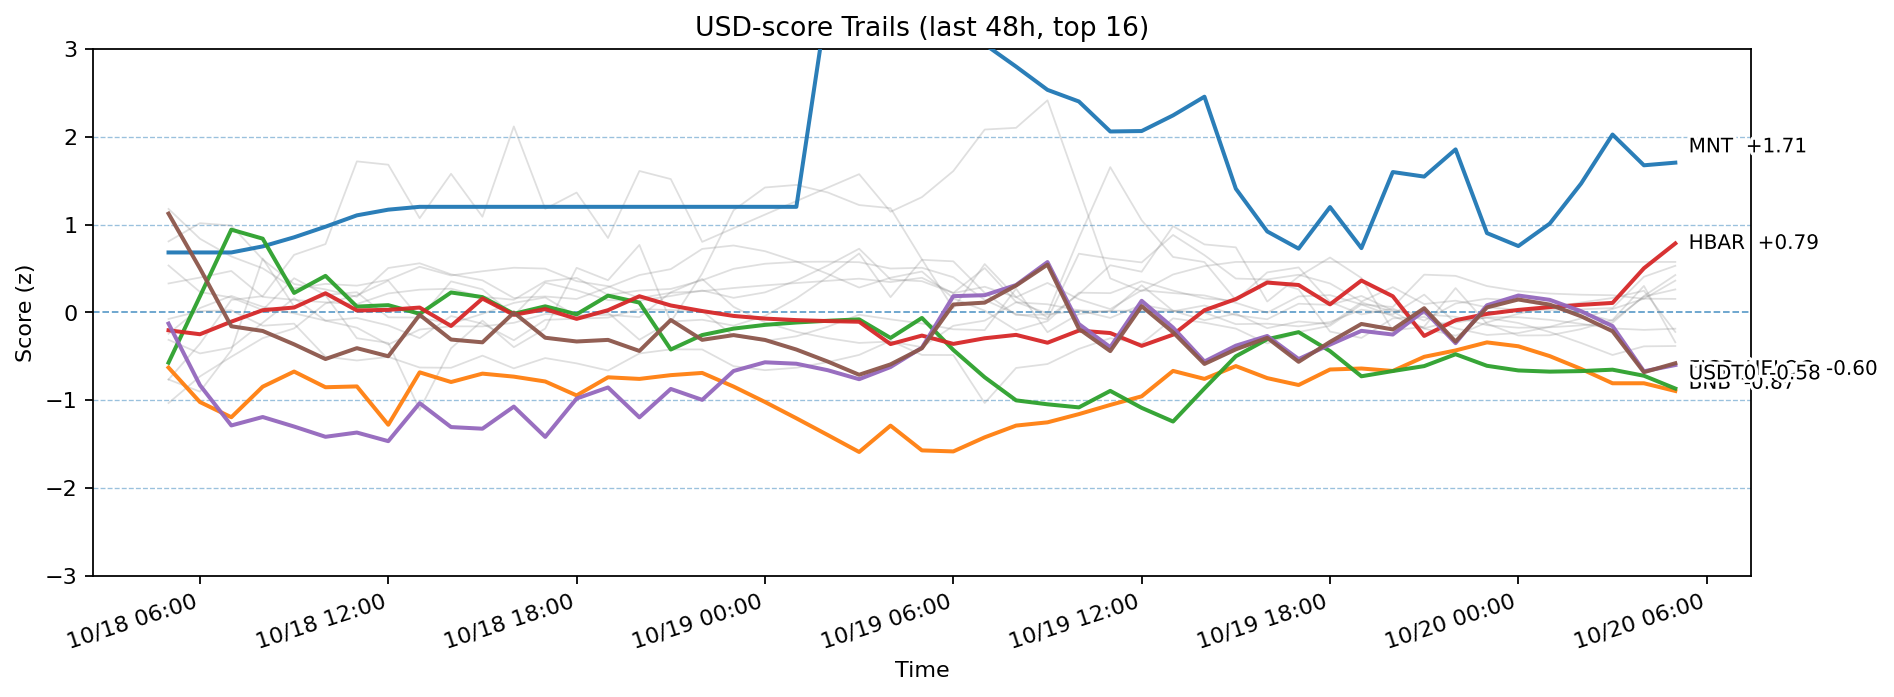 USD-score Trails (last 48h, top 16)
3
2
1
0
−1
−2
−3
Score (z)
MNT +1.71
HBAR +0.79
-0.60
USDT0 -0.58
BNB -0.87
10/18 06:00
10/18 12:00
10/18 18:00
10/19 00:00
10/19 06:00
10/19 12:00
10/19 18:00
10/20 00:00
10/20 06:00
Time